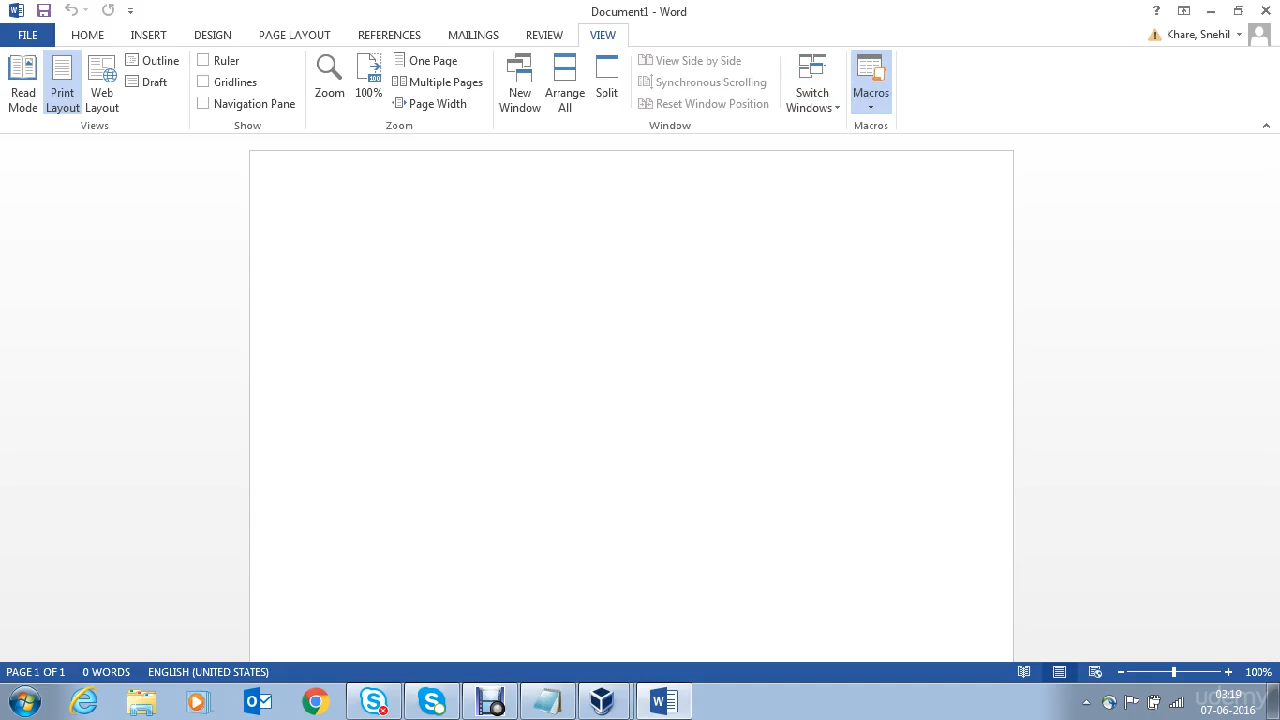 Document1 - Word
Khare, Snehil
FILE HOME INSERT DESIGN PAGE LAYOUT REFERENCES MAILINGS REVIEW VIEW
Read Mode
Print Layout
Web Layout
Outline
Draft
Views
Ruler
Gridlines
Navigation Pane
Show
Zoom
100%
One Page
Multiple Pages
Page Width
Zoom
New Window
Arrange All
Split
View Side by Side
Synchronous Scrolling
Reset Window Position
Switch Windows
Window
Macros
Macros
PAGE 1 OF 1 0 WORDS ENGLISH (UNITED STATES) 100%
03:19
07-06-2016
udemy